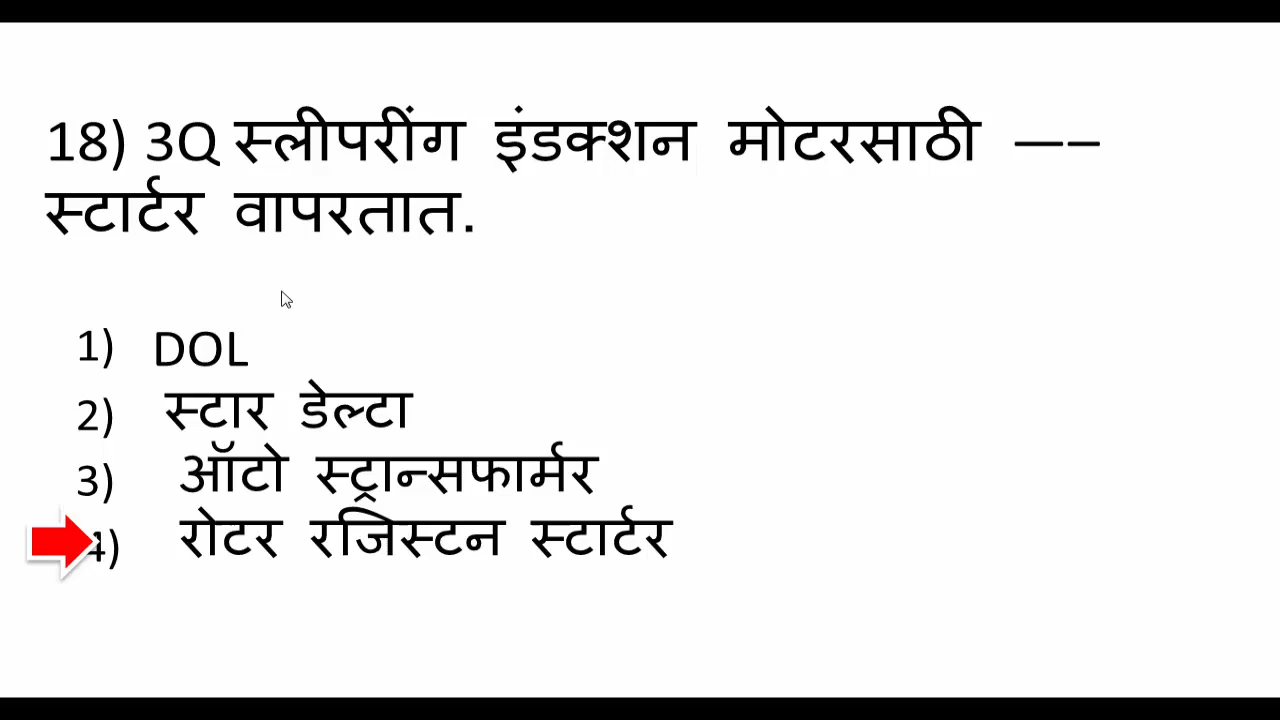 18) 3Q स्लीपरींग इंडक्शन मोटरसाठी —–
स्टार्टर वापरतात.
1) DOL
2) स्टार डेल्टा
3) ऑटो स्ट्रान्सफार्मर
4) रोटर रजिस्टन स्टार्टर